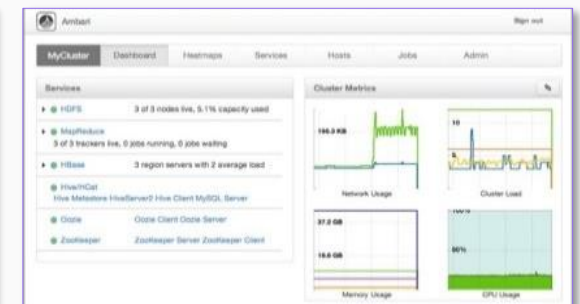 Ambari
Sign out
MyCluster
Dashboard
Heatmaps
Services
Hosts
Jobs
Admin
Services
HDFS 3 of 3 nodes live, 5.1% capacity used
MapReduce
3 of 3 trackers live, 0 jobs running, 0 jobs waiting
HBase 3 region servers with 2 average load
Hive/HCat
Hive Metastore HiveServer2 Hive Client MySQL Server
Oozie Oozie Client Oozie Server
ZooKeeper ZooKeeper Server ZooKeeper Client
Cluster Metrics
Network Usage
10
5
Cluster Load
37.2 GB
18.6 GB
Memory Usage
100%
50%
CPU Usage